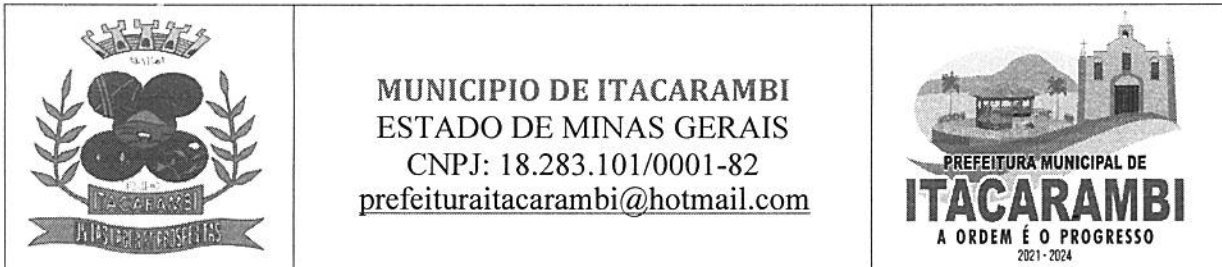 MUNICIPIO DE ITACARAMBI
ESTADO DE MINAS GERAIS
CNPJ: 18.283.101/0001-82
prefeituraitacarambi@hotmail.com
ITACARAMBI
PREFEITURA MUNICIPAL DE
ITACARAMBI
A ORDEM É O PROGRESSO
2021-2024